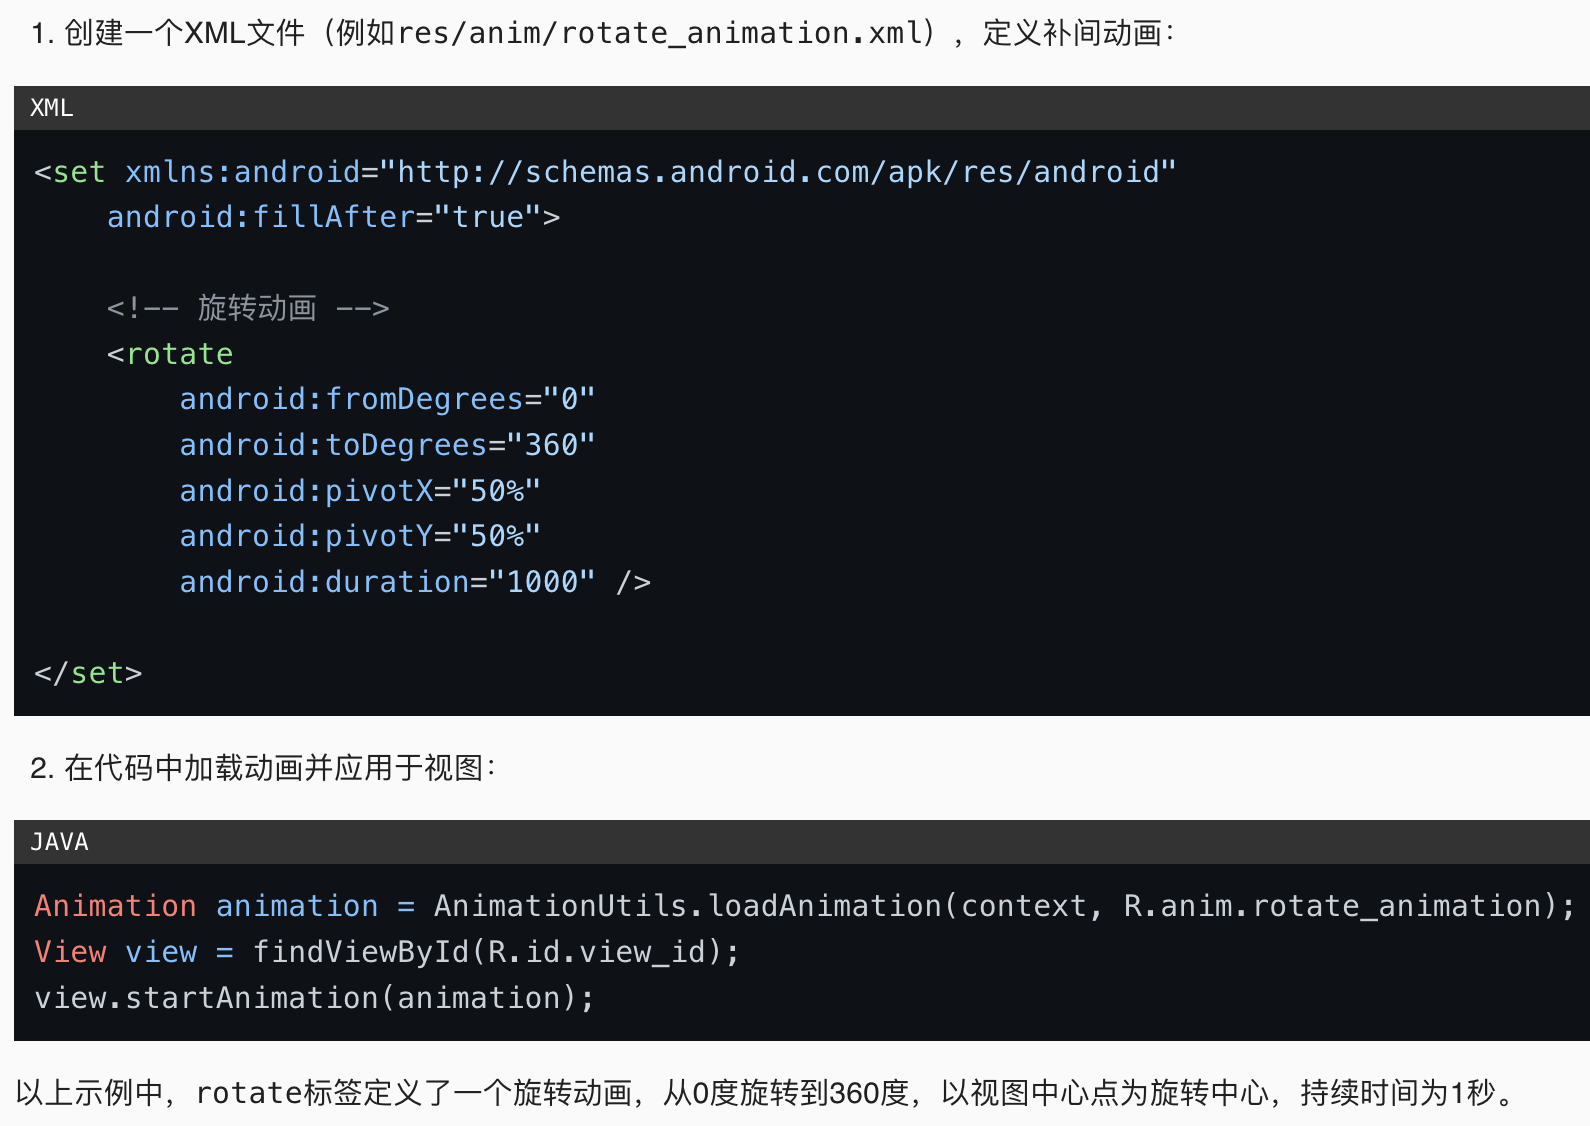 1. 创建一个XML文件（例如res/anim/rotate_animation.xml），定义补间动画：
XML
<set xmlns:android="http://schemas.android.com/apk/res/android"
    android:fillAfter="true">
    <!-- 旋转动画 -->
    <rotate
        android:fromDegrees="0"
        android:toDegrees="360"
        android:pivotX="50%"
        android:pivotY="50%"
        android:duration="1000" />
</set>
2. 在代码中加载动画并应用于视图：
JAVA
Animation animation = AnimationUtils.loadAnimation(context, R.anim.rotate_animation);
View view = findViewById(R.id.view_id);
view.startAnimation(animation);
以上示例中，rotate标签定义了一个旋转动画，从0度旋转到360度，以视图中心点为旋转中心，持续时间为1秒。